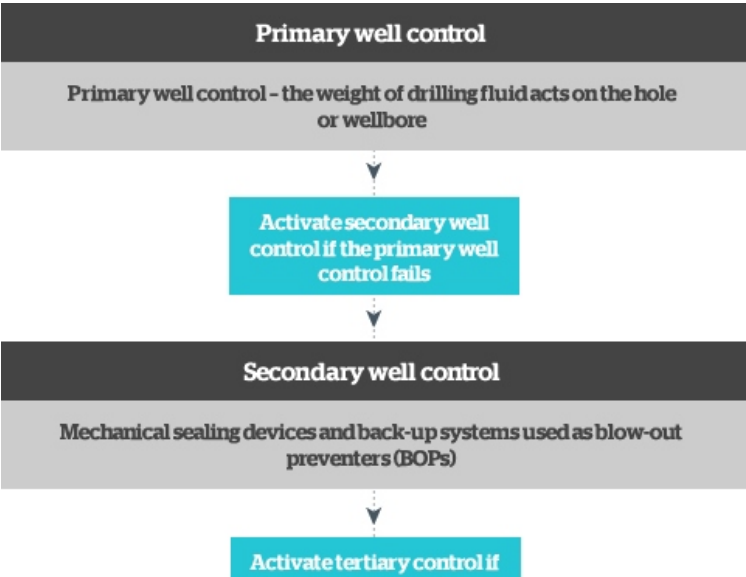 Primary well control
Primary well control – the weight of drilling fluid acts on the hole
or wellbore
Activate secondary well
control if the primary well
control fails
Secondary well control
Mechanical sealing devices and back-up systems used as blow-out
preventers (BOPs)
Activate tertiary control if